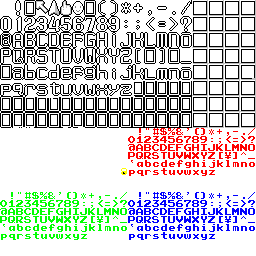 ! ()*+,-./
0123456789:;<=>?
@ABCDEFGHIJKLMNO
PQRSTUVWXYZ[]_
abcdefghijklmno
pqrstuvwxyz
!"#$%&'()*+,-./
0123456789:;<=>?
@ABCDEFGHIJKLMNO
PQRSTUVWXYZ[]^_
`abcdefghijklmno
pqrstuvwxyz
!"#$%&'()*+,-./
0123456789:;<=>?
@ABCDEFGHIJKLMNO
PQRSTUVWXYZ[]^_
`abcdefghijklmno
pqrstuvwxyz
!"#$%&'()*+,-./
0123456789:;<=>?
@ABCDEFGHIJKLMNO
PQRSTUVWXYZ[]^_
`abcdefghijklmno
pqrstuvwxyz